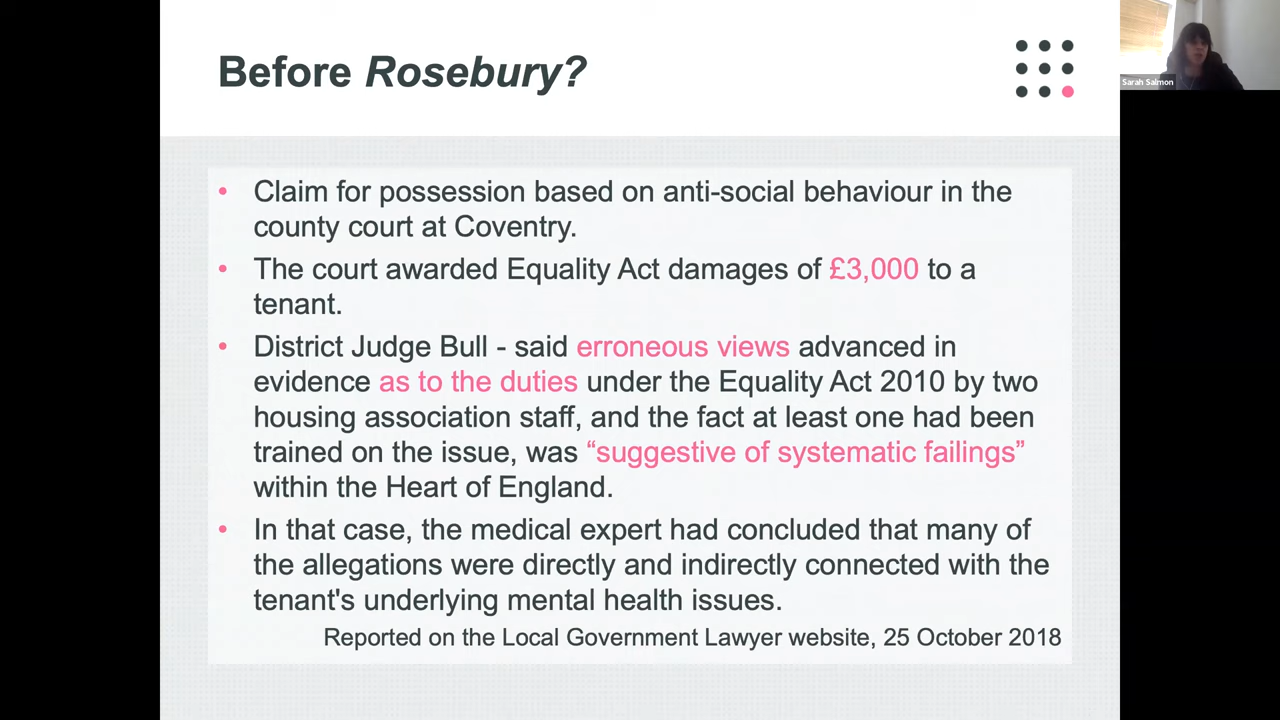 Before Rosebury?
Sarah Salmon
• Claim for possession based on anti-social behaviour in the
county court at Coventry.
• The court awarded Equality Act damages of £3,000 to a
tenant.
• District Judge Bull - said erroneous views advanced in
evidence as to the duties under the Equality Act 2010 by two
housing association staff, and the fact at least one had been
trained on the issue, was “suggestive of systematic failings”
within the Heart of England.
• In that case, the medical expert had concluded that many of
the allegations were directly and indirectly connected with the
tenant's underlying mental health issues.
Reported on the Local Government Lawyer website, 25 October 2018